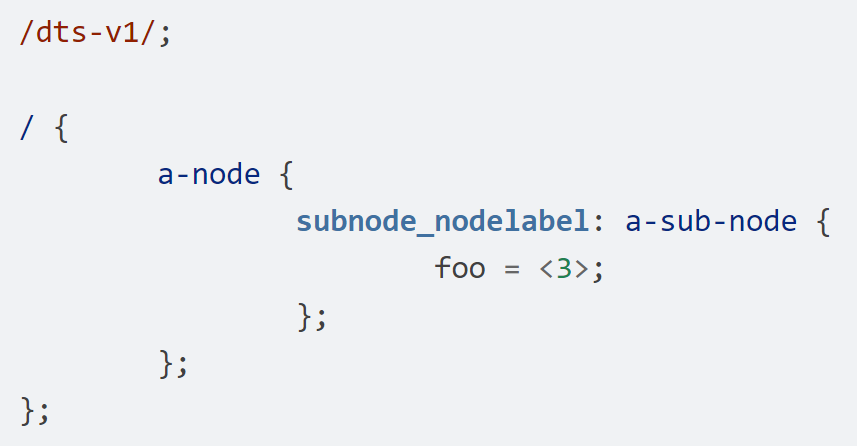 /dts-v1/;
/ {
a-node {
subnode_nodelabel: a-sub-node {
foo = <3>;
};
};
};